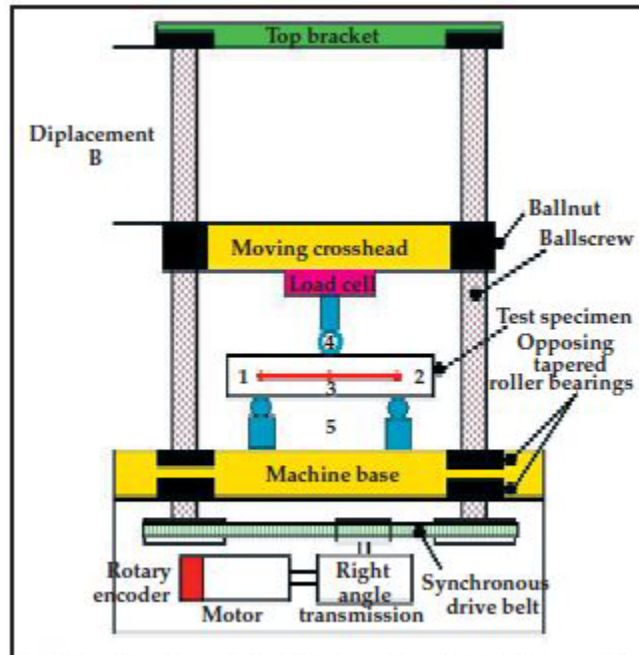 Top bracket
Diplacement
B
Ballnut
Moving crosshead
Ballscrew
Load cell
Test specimen
4
Opposing
tapered
roller bearings
1
2
3
5
Machine base
Rotary
encoder
Right
angle
transmission
Motor
Synchronous
drive belt